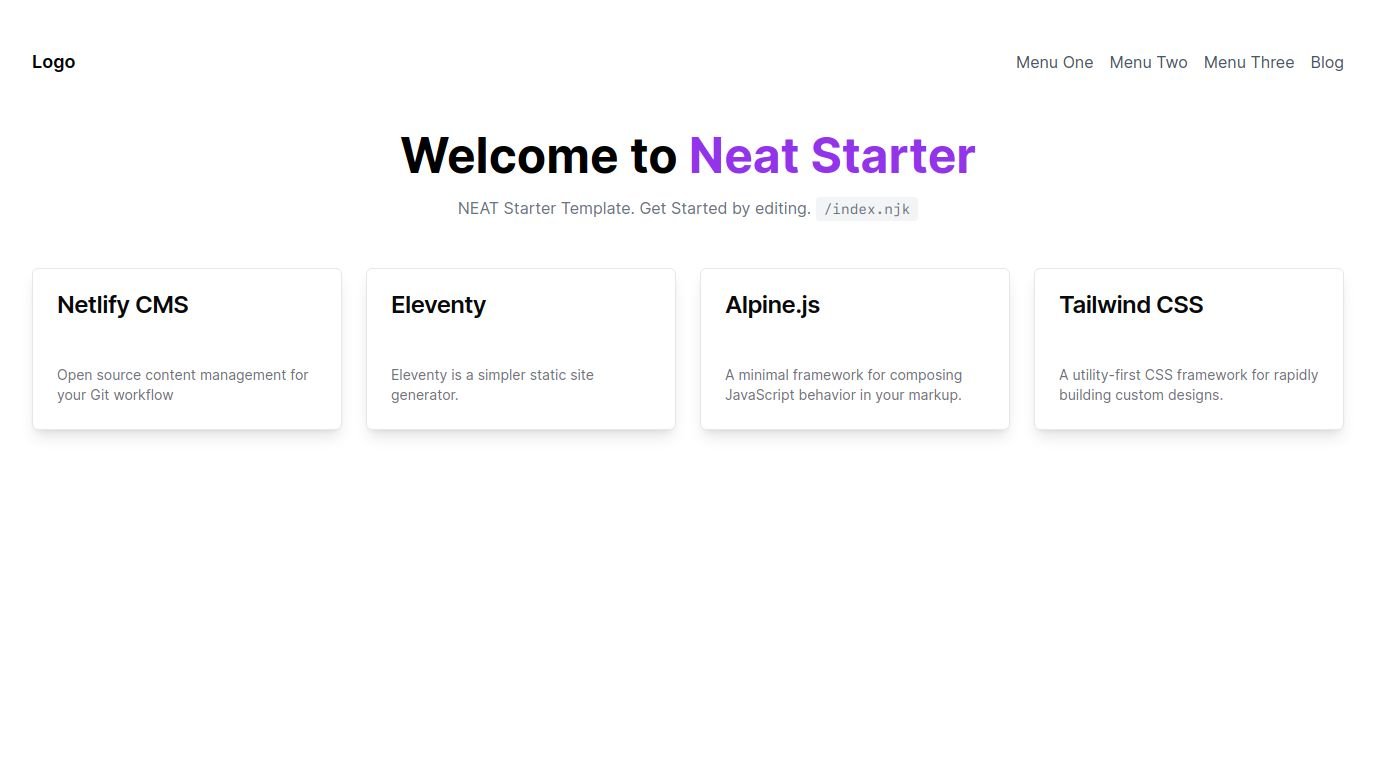 Logo
Menu One Menu Two Menu Three Blog
Welcome to Neat Starter
NEAT Starter Template. Get Started by editing. /index.njk
Netlify CMS
Open source content management for
your Git workflow
Eleventy
Eleventy is a simpler static site
generator.
Alpine.js
A minimal framework for composing
JavaScript behavior in your markup.
Tailwind CSS
A utility-first CSS framework for rapidly
building custom designs.